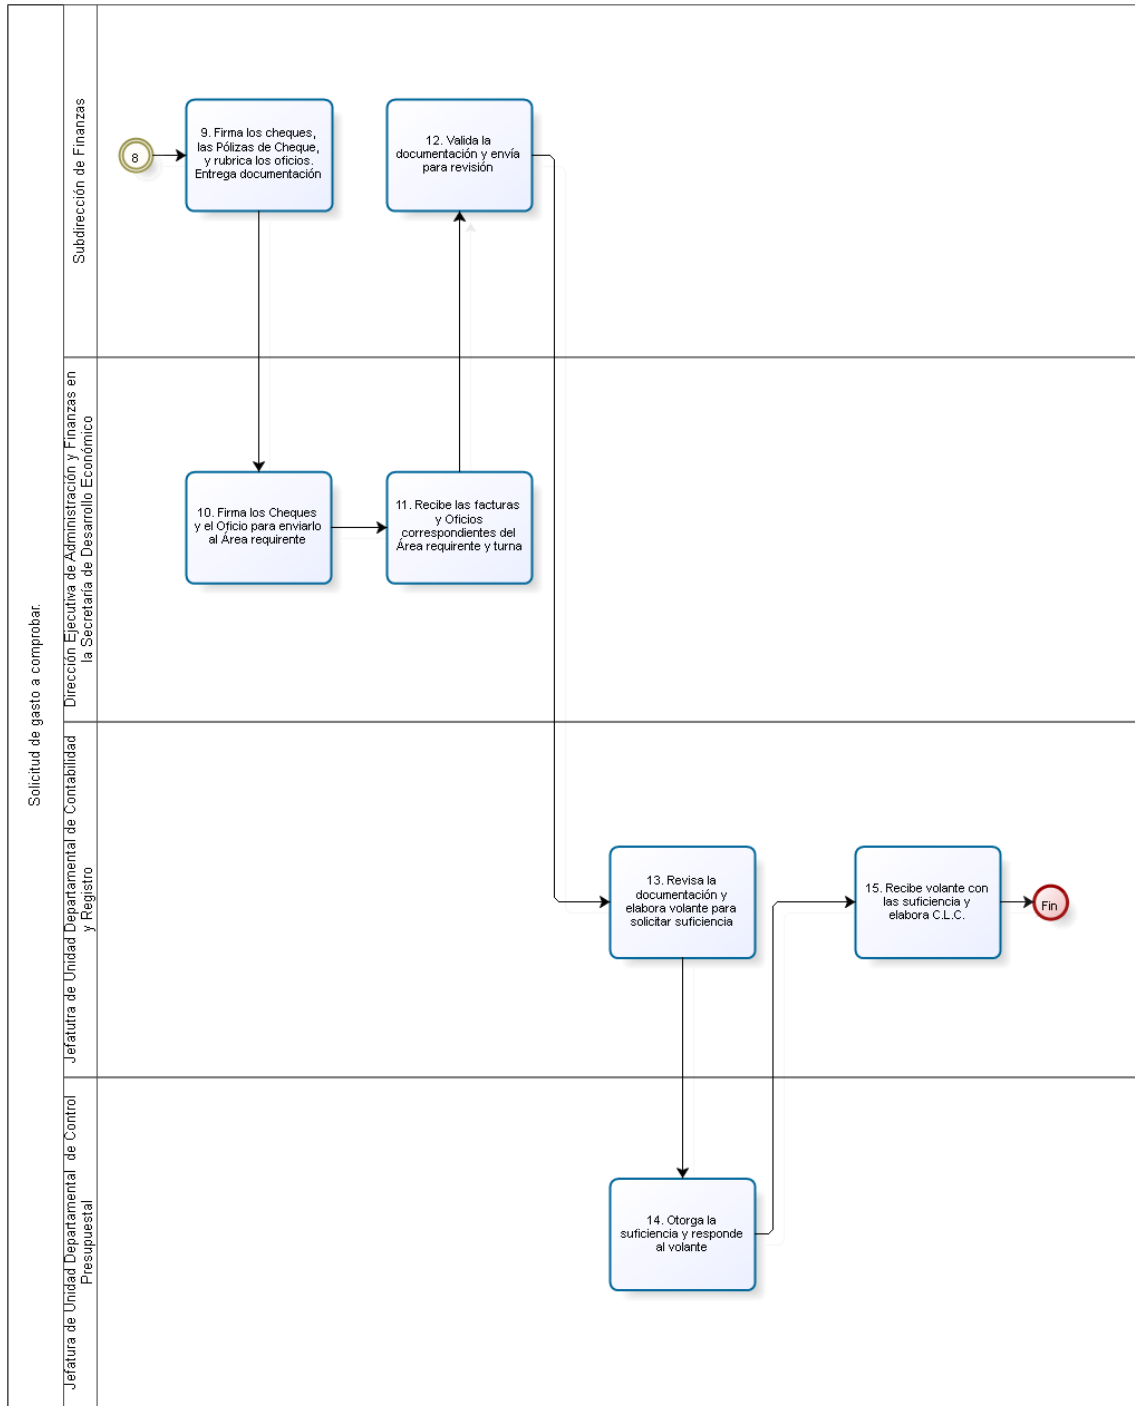 Solicitud de gasto a comprobar.
Subdirección de Finanzas
8
9. Firma los cheques,
las Pólizas de Cheque,
y rubrica los oficios.
Entrega documentación
12. Valida la
documentación y envía
para revisión
Dirección Ejecutiva de Administración y Finanzas en
la Secretaría de Desarrollo Económico
10. Firma los Cheques
y el Oficio para enviarlo
al Área requirente
11. Recibe las facturas
y Oficios
correspondientes del
Área requirente y turna
Jefatutra de Unidad Departamental de Contabilidad
y Registro
13. Revisa la
documentación y
elabora volante para
solicitar suficiencia
15. Recibe volante con
las suficiencia y
elabora C.L.C.
Fin
Jefatura de Unidad Departamental de Control
Presupuestal
14. Otorga la
suficiencia y responde
al volante